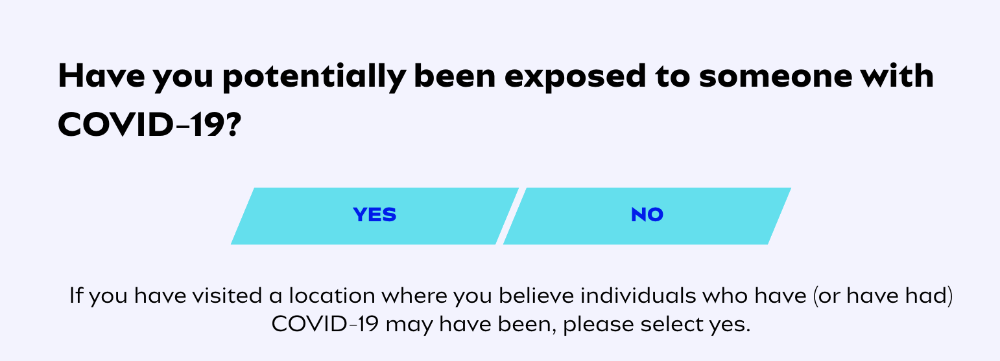 Have you potentially been exposed to someone with
COVID-19?
YES
NO
If you have visited a location where you believe individuals who have (or have had)
COVID-19 may have been, please select yes.